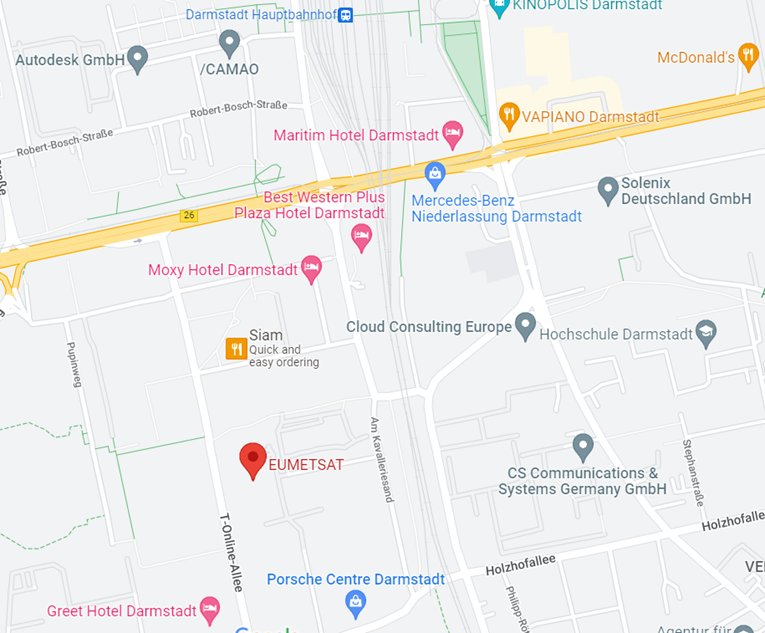 KINOPOLIS Darmstadt
Darmstadt Hauptbahnhof
Autodesk GmbH
/CAMAO
McDonald's
Robert-Bosch-Straße
VAPIANO Darmstadt
Maritim Hotel Darmstadt
Robert-Bosch-Straße
Solenix
Deutschland GmbH
Best Western Plus
Plaza Hotel Darmstadt
Mercedes-Benz
Niederlassung Darmstadt
26
Moxy Hotel Darmstadt
Cloud Consulting Europe
Hochschule Darmstadt
Siam
Quick and
easy ordering
Pupinweg
EUMETSAT
Am Kavalleriesand
CS Communications &
Systems Germany GmbH
Stephanstraße
T-Online-Allee
Holzhofallee
Holzhofallee
Porsche Centre Darmstadt
Greet Hotel Darmstadt